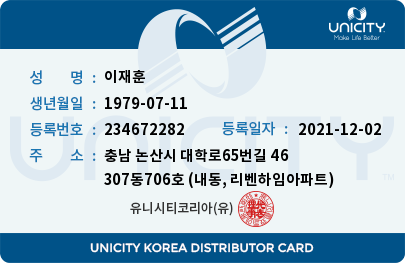 UNICITY
Make Life Better
성 명 : 이재훈
생년월일 : 1979-07-11
등록번호 : 234672282 등록일자 : 2021-12-02
주 소 : 충남 논산시 대학로65번길 46
307동706호 (내동, 리벤하임아파트)
UNICITY
유니시티코리아(유)
UNICITY KOREA DISTRIBUTOR CARD